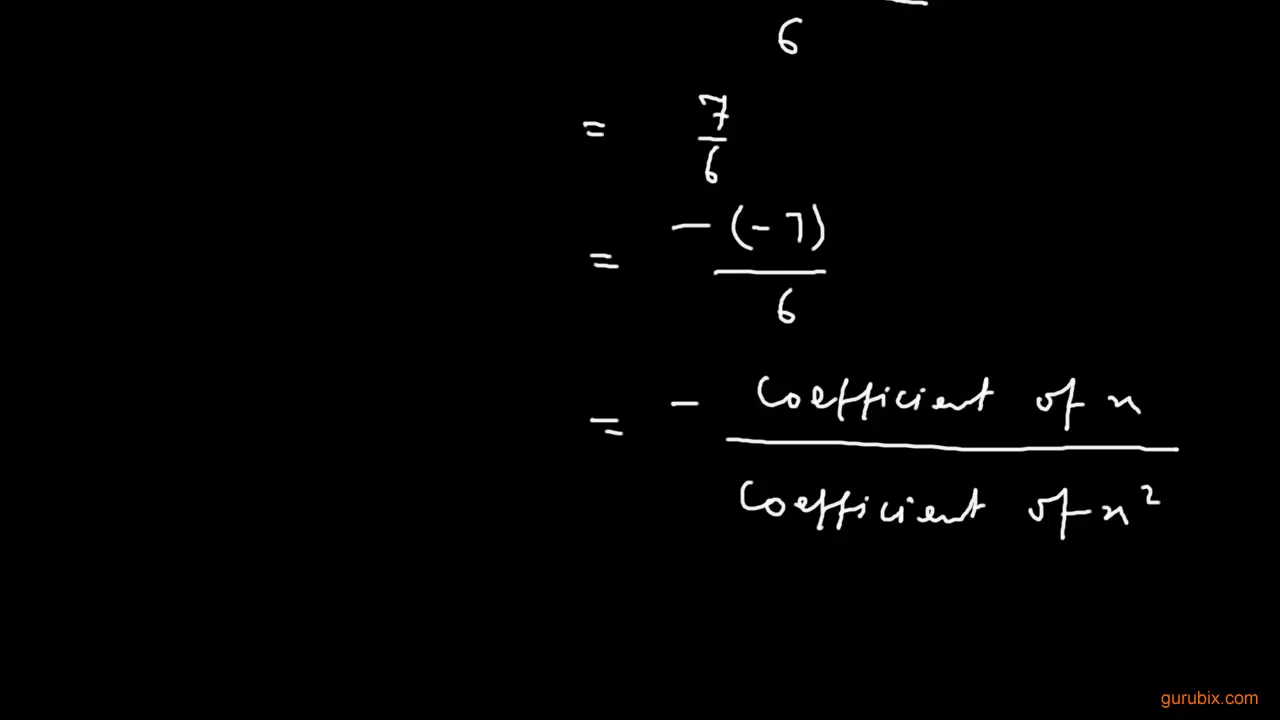 6
= 7/6
= -(-7)/6
= - Coefficient of x
Coefficient of x²
gurubix.com